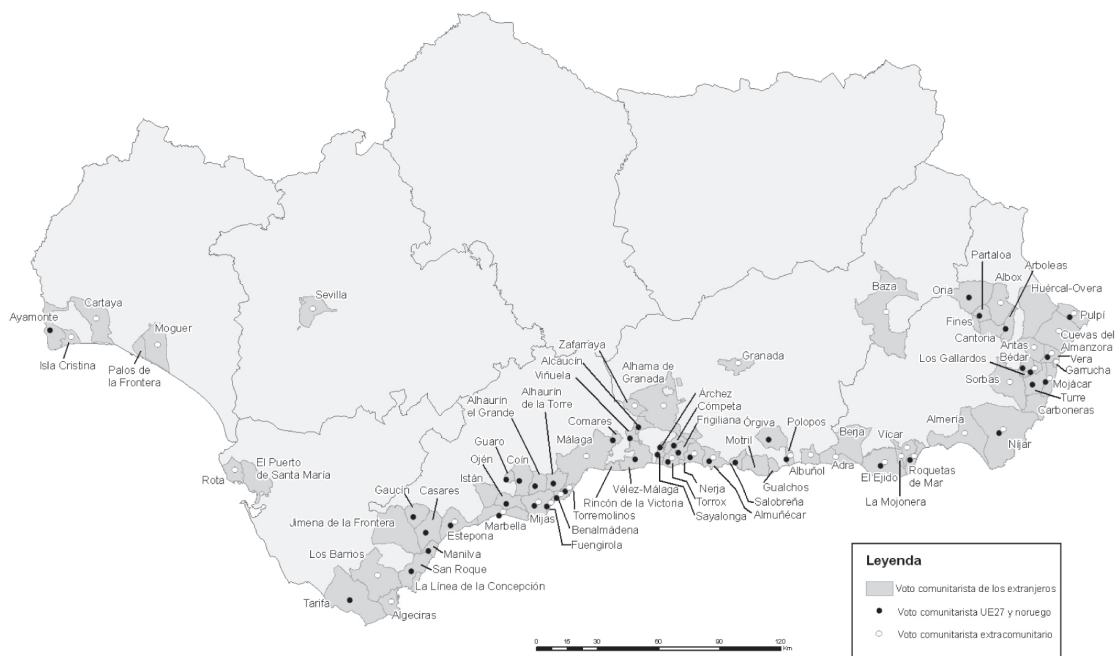 Partaloa
Arboleas
Albox
Huércal-Overa
Baza
Oria
Pulpí
Cartaya
Sevilla
Ayamonte
Moguer
Fines
Cantoria
Cuevas del
Almanzora
Antas
Bédar
Vera
Los Gallardos
Garrucha
Isla Cristina
Palos de
la Frontera
Zafarraya
Granada
Alcaucín
Viñuela
Alhama de
Granada
Sorbas
Mojácar
Turre
Carboneras
Alhaurín
de la Torre
Alhaurín
el Grande
Árchez
Cómpeta
Frigiliana
Órgiva
Polopos
Almería
Comares
Motril
Berja
Vícar
Níjar
Guaro
Coín
Málaga
El Puerto
de Santa María
Rota
Ojén
Istán
Albuñol
Adra
El Ejido
Roquetas
de Mar
Gualchos
La Mojonera
Vélez-Málaga
Nerja
Salobreña
Rincón de la Victoria
Torrox
Almuñécar
Sayalonga
Gaucín
Casares
Marbella
Mijas
Torremolinos
Benalmádena
Fuengirola
Jimena de la Frontera
Estepona
Manilva
Los Barrios
San Roque
La Línea de la Concepción
Tarifa
Algeciras
Leyenda
Voto comunitarista de los extranjeros
Voto comunitarista UE27 y noruego
Voto comunitarista extracomunitario
0 15 30 60 90 120
Km